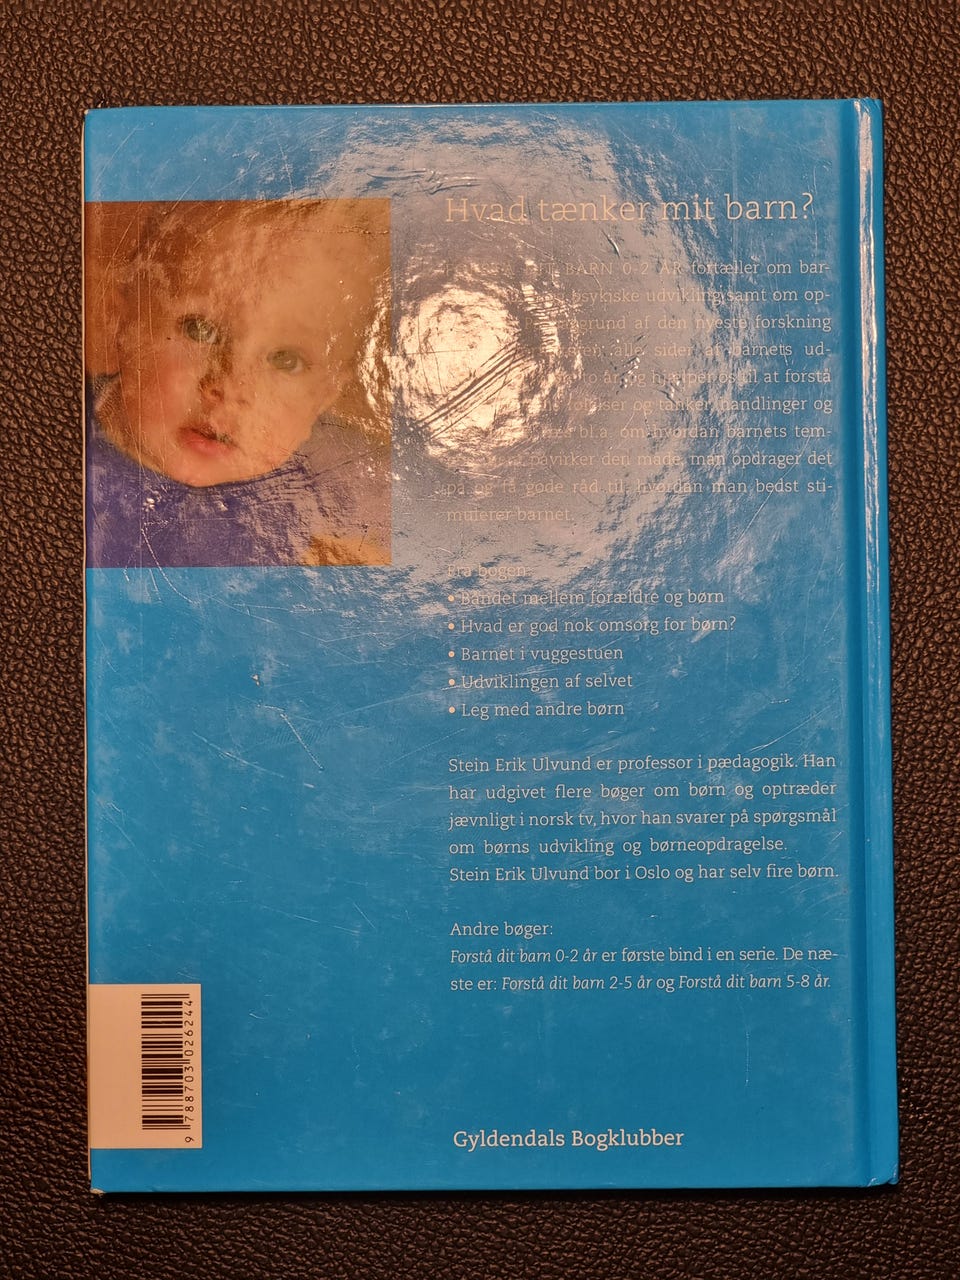 Hvad tænker mit barn?
BARN 0-2 ÅR fortæller om bar-
psykiske udvikling samt om op-
grund af den nyeste forskning
alle sider af barnets ud-
to år og hjælper os til at forstå
og tanker, handlinger og
bl.a. om hvordan barnets tem-
påvirker den måde, man opdrager det
på og få gode råd til, hvordan man bedst sti-
mulerer barnet.
Fra bogen:
• Båndet mellem forældre og børn
• Hvad er god nok omsorg for børn?
• Barnet i vuggestuen
• Udviklingen af selvet
• Leg med andre børn
Stein Erik Ulvund er professor i pædagogik. Han
har udgivet flere bøger om børn og optræder
jævnligt i norsk tv, hvor han svarer på spørgsmål
om børns udvikling og børneopdragelse.
Stein Erik Ulvund bor i Oslo og har selv fire børn.
Andre bøger:
Forstå dit barn 0-2 år er første bind i en serie. De næ-
ste er: Forstå dit barn 2-5 år og Forstå dit barn 5-8 år.
9 788703 026244
Gyldendals Bogklubber